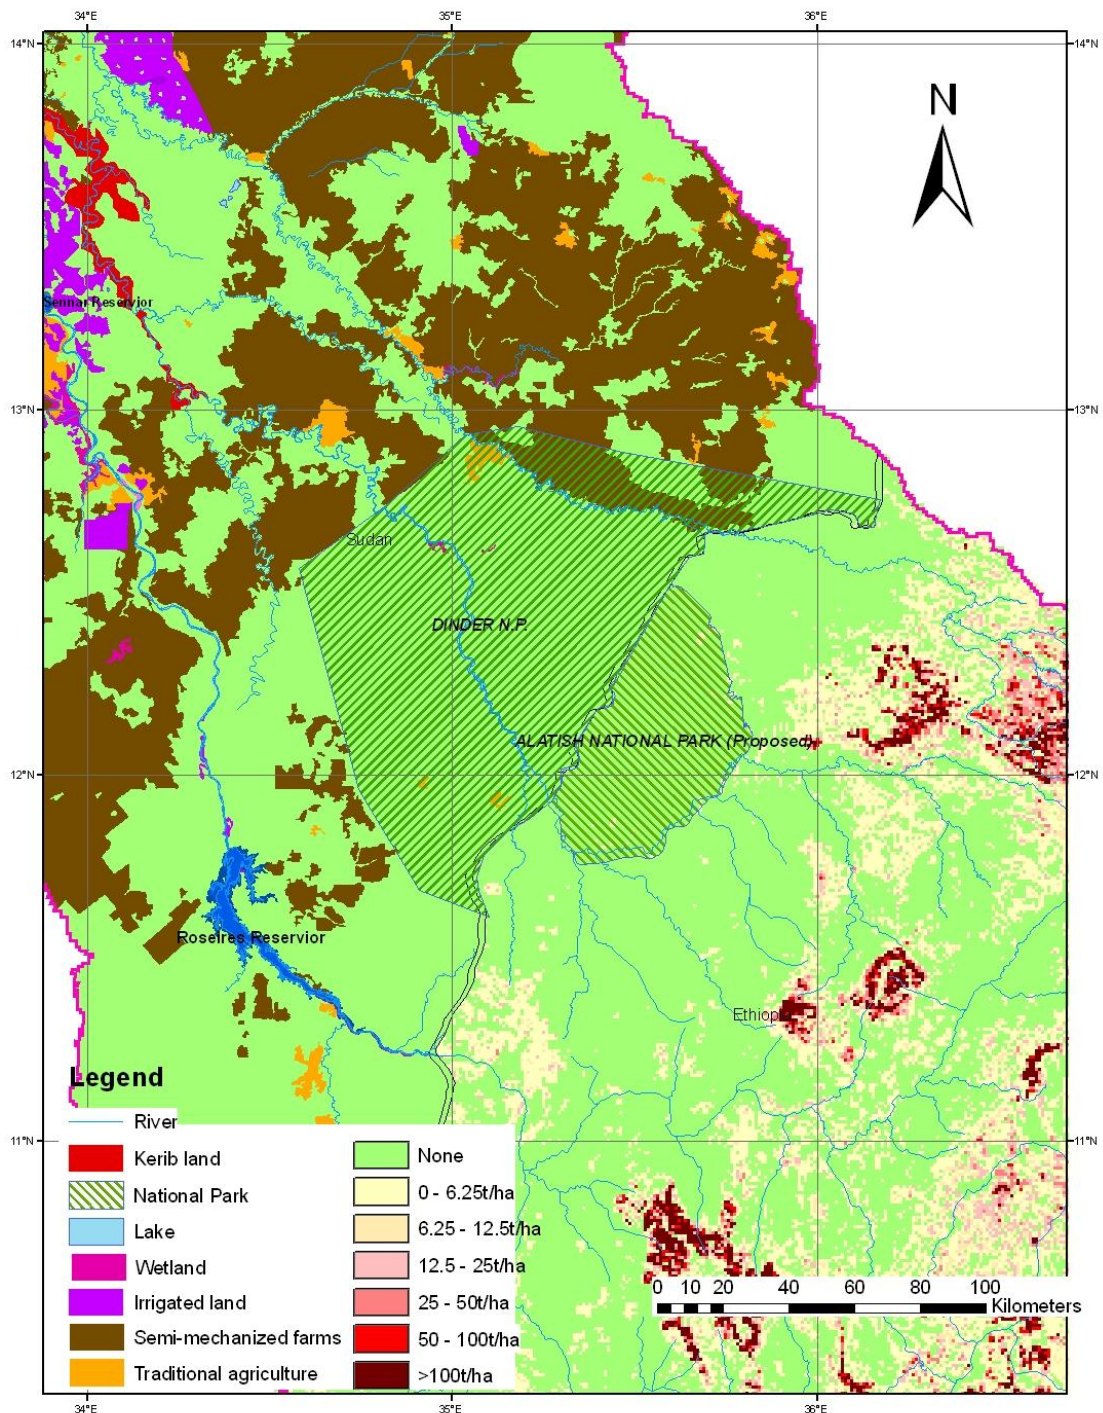 34°E 35°E 36°E
14°N 14°N
N
Sennar Reservior
13°N 13°N
Sudan
DINDER N.P.
ALATISH NATIONAL PARK (Proposed)
12°N 12°N
Roseires Reservior
Ethiopia
Legend
River
11°N 11°N
Kerib land
National Park
Lake
Wetland
Irrigated land
Semi-mechanized farms
Traditional agriculture
None
0 - 6.25t/ha
6.25 - 12.5t/ha
12.5 - 25t/ha
25 - 50t/ha
50 - 100t/ha
>100t/ha
0 10 20 40 60 80 100
Kilometers
34°E 35°E 36°E